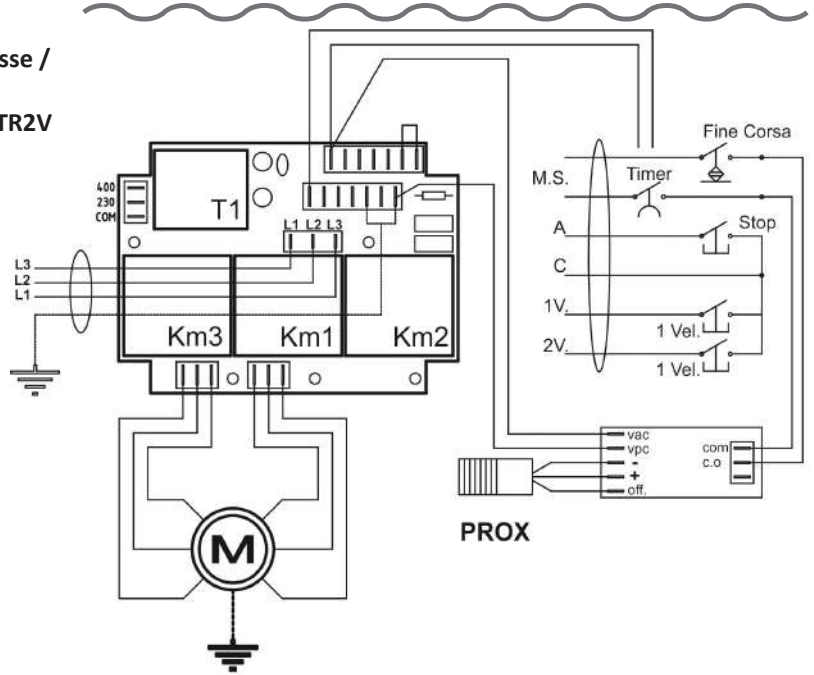 sse /
TR2V
Fine Corsa
M.S.
Timer
A
Stop
C
1V.
1 Vel.
2V.
1 Vel.
400
230
COM
T1
L1 L2 L3
L3
L2
L1
Km3
Km1
Km2
vac
vpc
-
+
off.
com
c.o
PROX
M